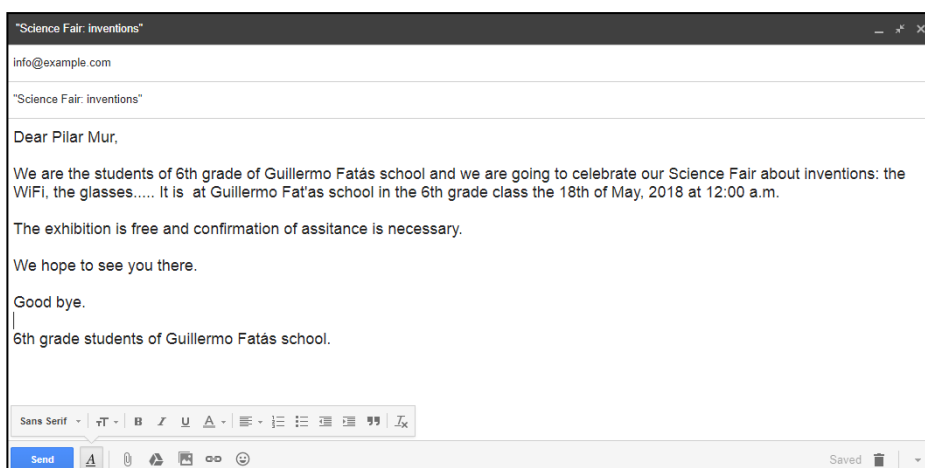 "Science Fair: inventions"
info@example.com
"Science Fair: inventions"
Dear Pilar Mur,
We are the students of 6th grade of Guillermo Fatás school and we are going to celebrate our Science Fair about inventions: the
WiFi, the glasses..... It is  at Guillermo Fat'as school in the 6th grade class the 18th of May, 2018 at 12:00 a.m.
The exhibition is free and confirmation of assitance is necessary.
We hope to see you there.
Good bye.
6th grade students of Guillermo Fatás school.
Sans Serif T B I U A Tx
Send A Saved